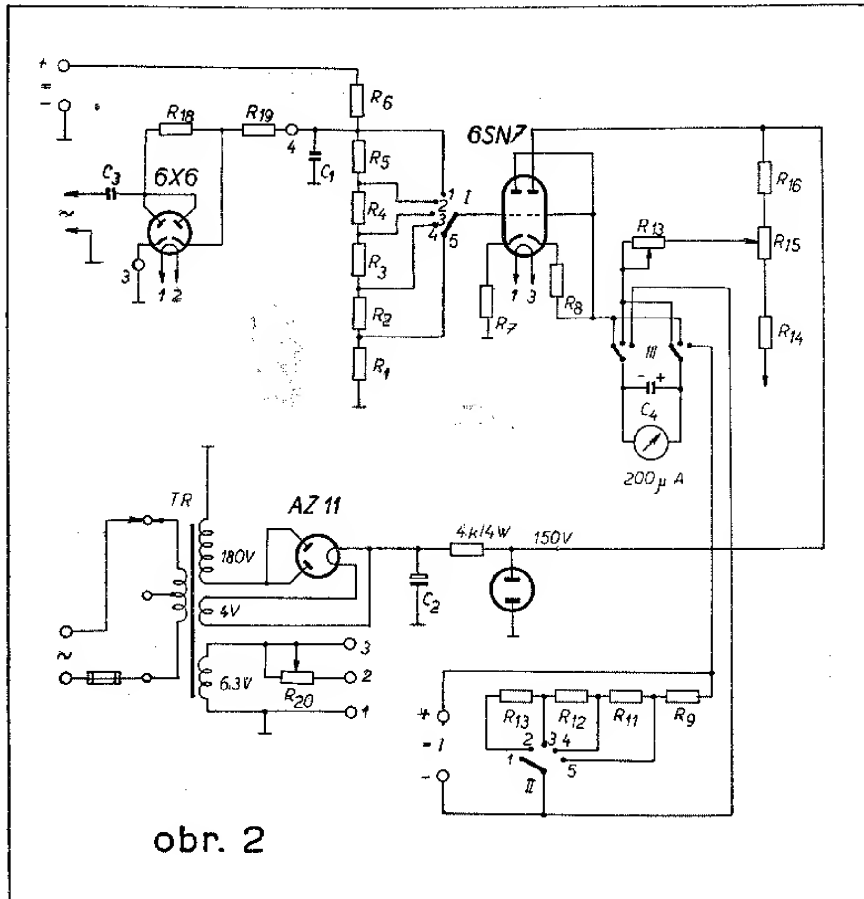 +
=
-
R6
R18
R19
4
6X6
C3
C1
R5
R4
R3
R2
R1
1
2
3
4
5
I
6SN7
~
3
1 2
R7
1 3
R8
R16
R13
R15
R14
III
- +
C4
200 μ A
TR
AZ 11
180V
4V
6.3V
4k/4W
150V
C2
~
R20
3
2
1
+
= I
-
R13
R12
R11
R9
1
2
3
4
5
II
obr. 2